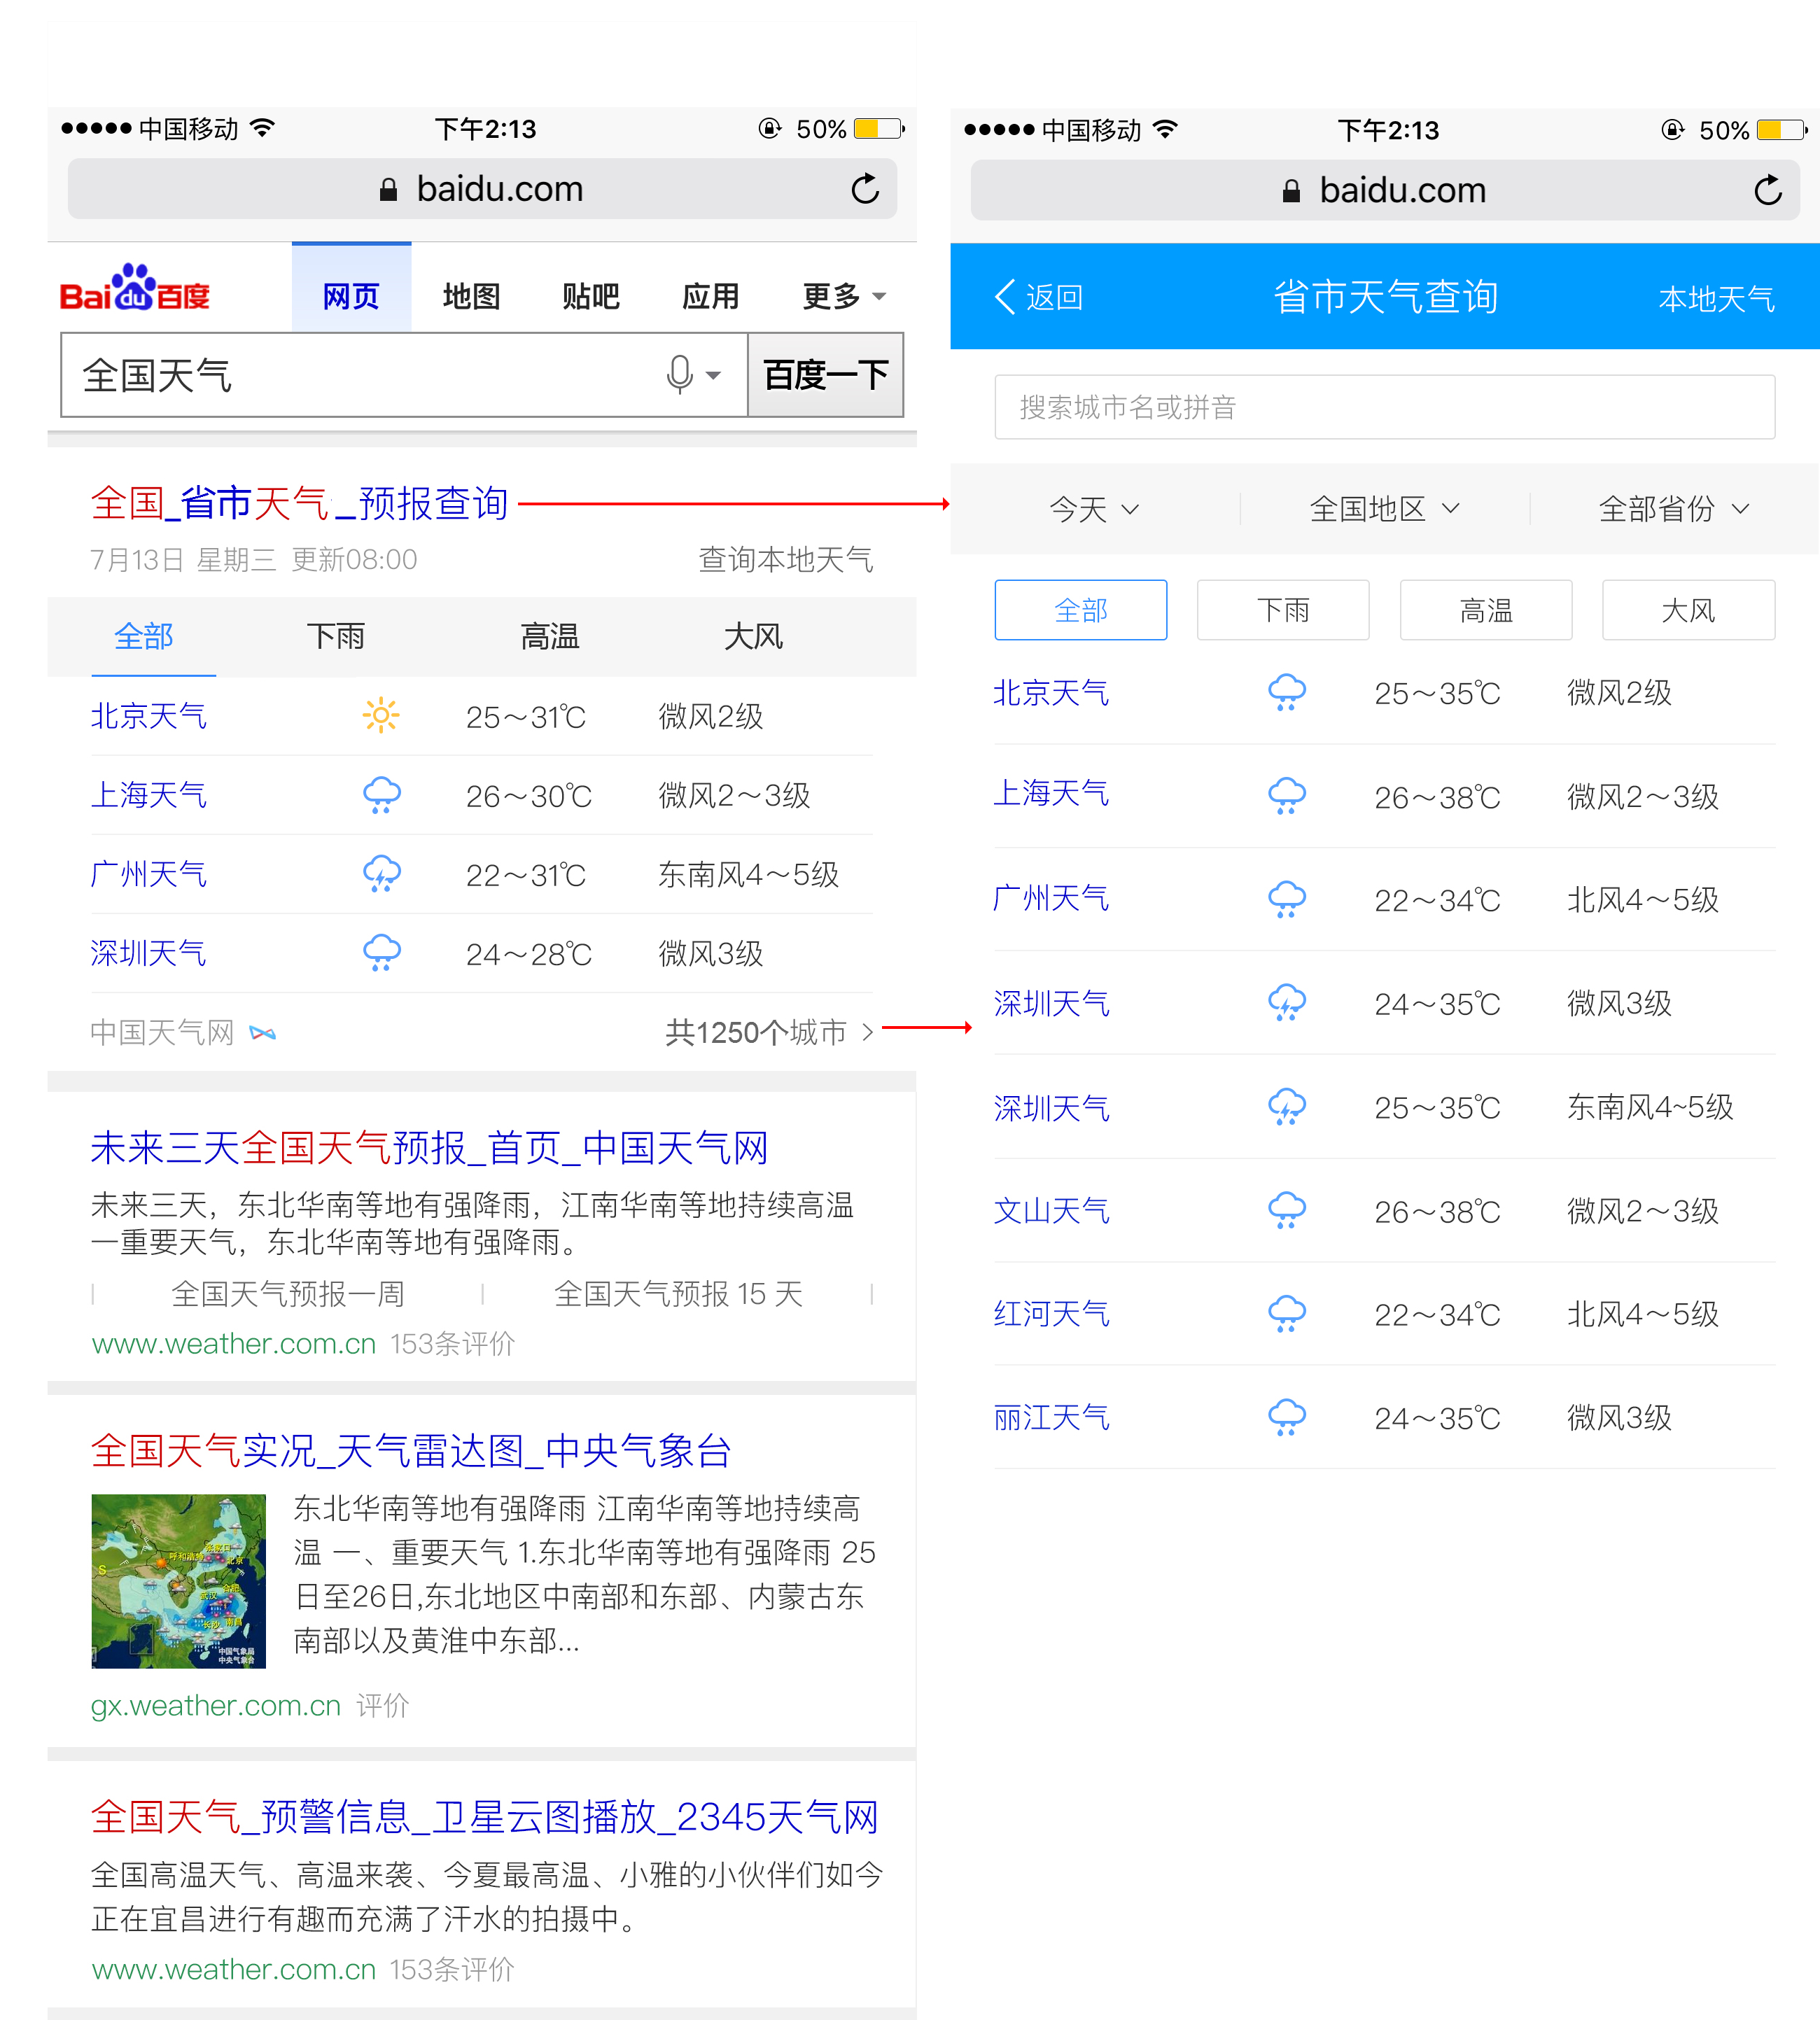 中国移动 下午2:13 50%
baidu.com
Bai du 百度 网页 地图 贴吧 应用 更多
全国天气 百度一下
全国_省市天气_预报查询
7月13日 星期三 更新08:00 查询本地天气
全部 下雨 高温 大风
北京天气 25～31℃ 微风2级
上海天气 26～30℃ 微风2～3级
广州天气 22～31℃ 东南风4～5级
深圳天气 24～28℃ 微风3级
中国天气网 共1250个城市 >
未来三天全国天气预报_首页_中国天气网
未来三天，东北华南等地有强降雨，江南华南等地持续高温
一重要天气，东北华南等地有强降雨。
全国天气预报一周 全国天气预报 15 天
www.weather.com.cn 153条评价
全国天气实况_天气雷达图_中央气象台
东北华南等地有强降雨 江南华南等地持续高
温 一、重要天气 1.东北华南等地有强降雨 25
日至26日,东北地区中南部和东部、内蒙古东
南部以及黄淮中东部...
呼和浩特
北京
合肥
武汉
长沙 南昌
中国气象局
中央气象台
gx.weather.com.cn 评价
全国天气_预警信息_卫星云图播放_2345天气网
全国高温天气、高温来袭、今夏最高温、小雅的小伙伴们如今
正在宜昌进行有趣而充满了汗水的拍摄中。
www.weather.com.cn 153条评价
中国移动 下午2:13 50%
baidu.com
返回 省市天气查询 本地天气
搜索城市名或拼音
今天 全国地区 全部省份
全部 下雨 高温 大风
北京天气 25～35℃ 微风2级
上海天气 26～38℃ 微风2～3级
广州天气 22～34℃ 北风4～5级
深圳天气 24～35℃ 微风3级
深圳天气 25～35℃ 东南风4~5级
文山天气 26～38℃ 微风2～3级
红河天气 22～34℃ 北风4～5级
丽江天气 24～35℃ 微风3级